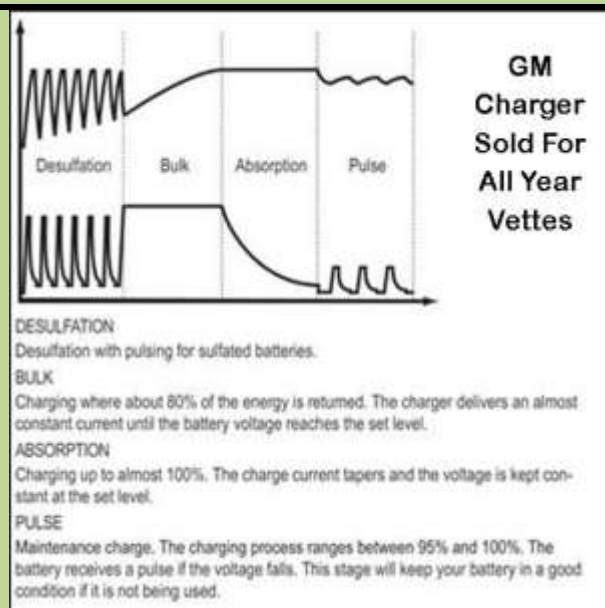 GM
Charger
Sold For
All Year
Vettes
Desulfation Bulk Absorption Pulse
DESULFATION
Desulfation with pulsing for sulfated batteries.
BULK
Charging where about 80% of the energy is returned. The charger delivers an almost
constant current until the battery voltage reaches the set level.
ABSORPTION
Charging up to almost 100%. The charge current tapers and the voltage is kept con-
stant at the set level.
PULSE
Maintenance charge. The charging process ranges between 95% and 100%. The
battery receives a pulse if the voltage falls. This stage will keep your battery in a good
condition if it is not being used.